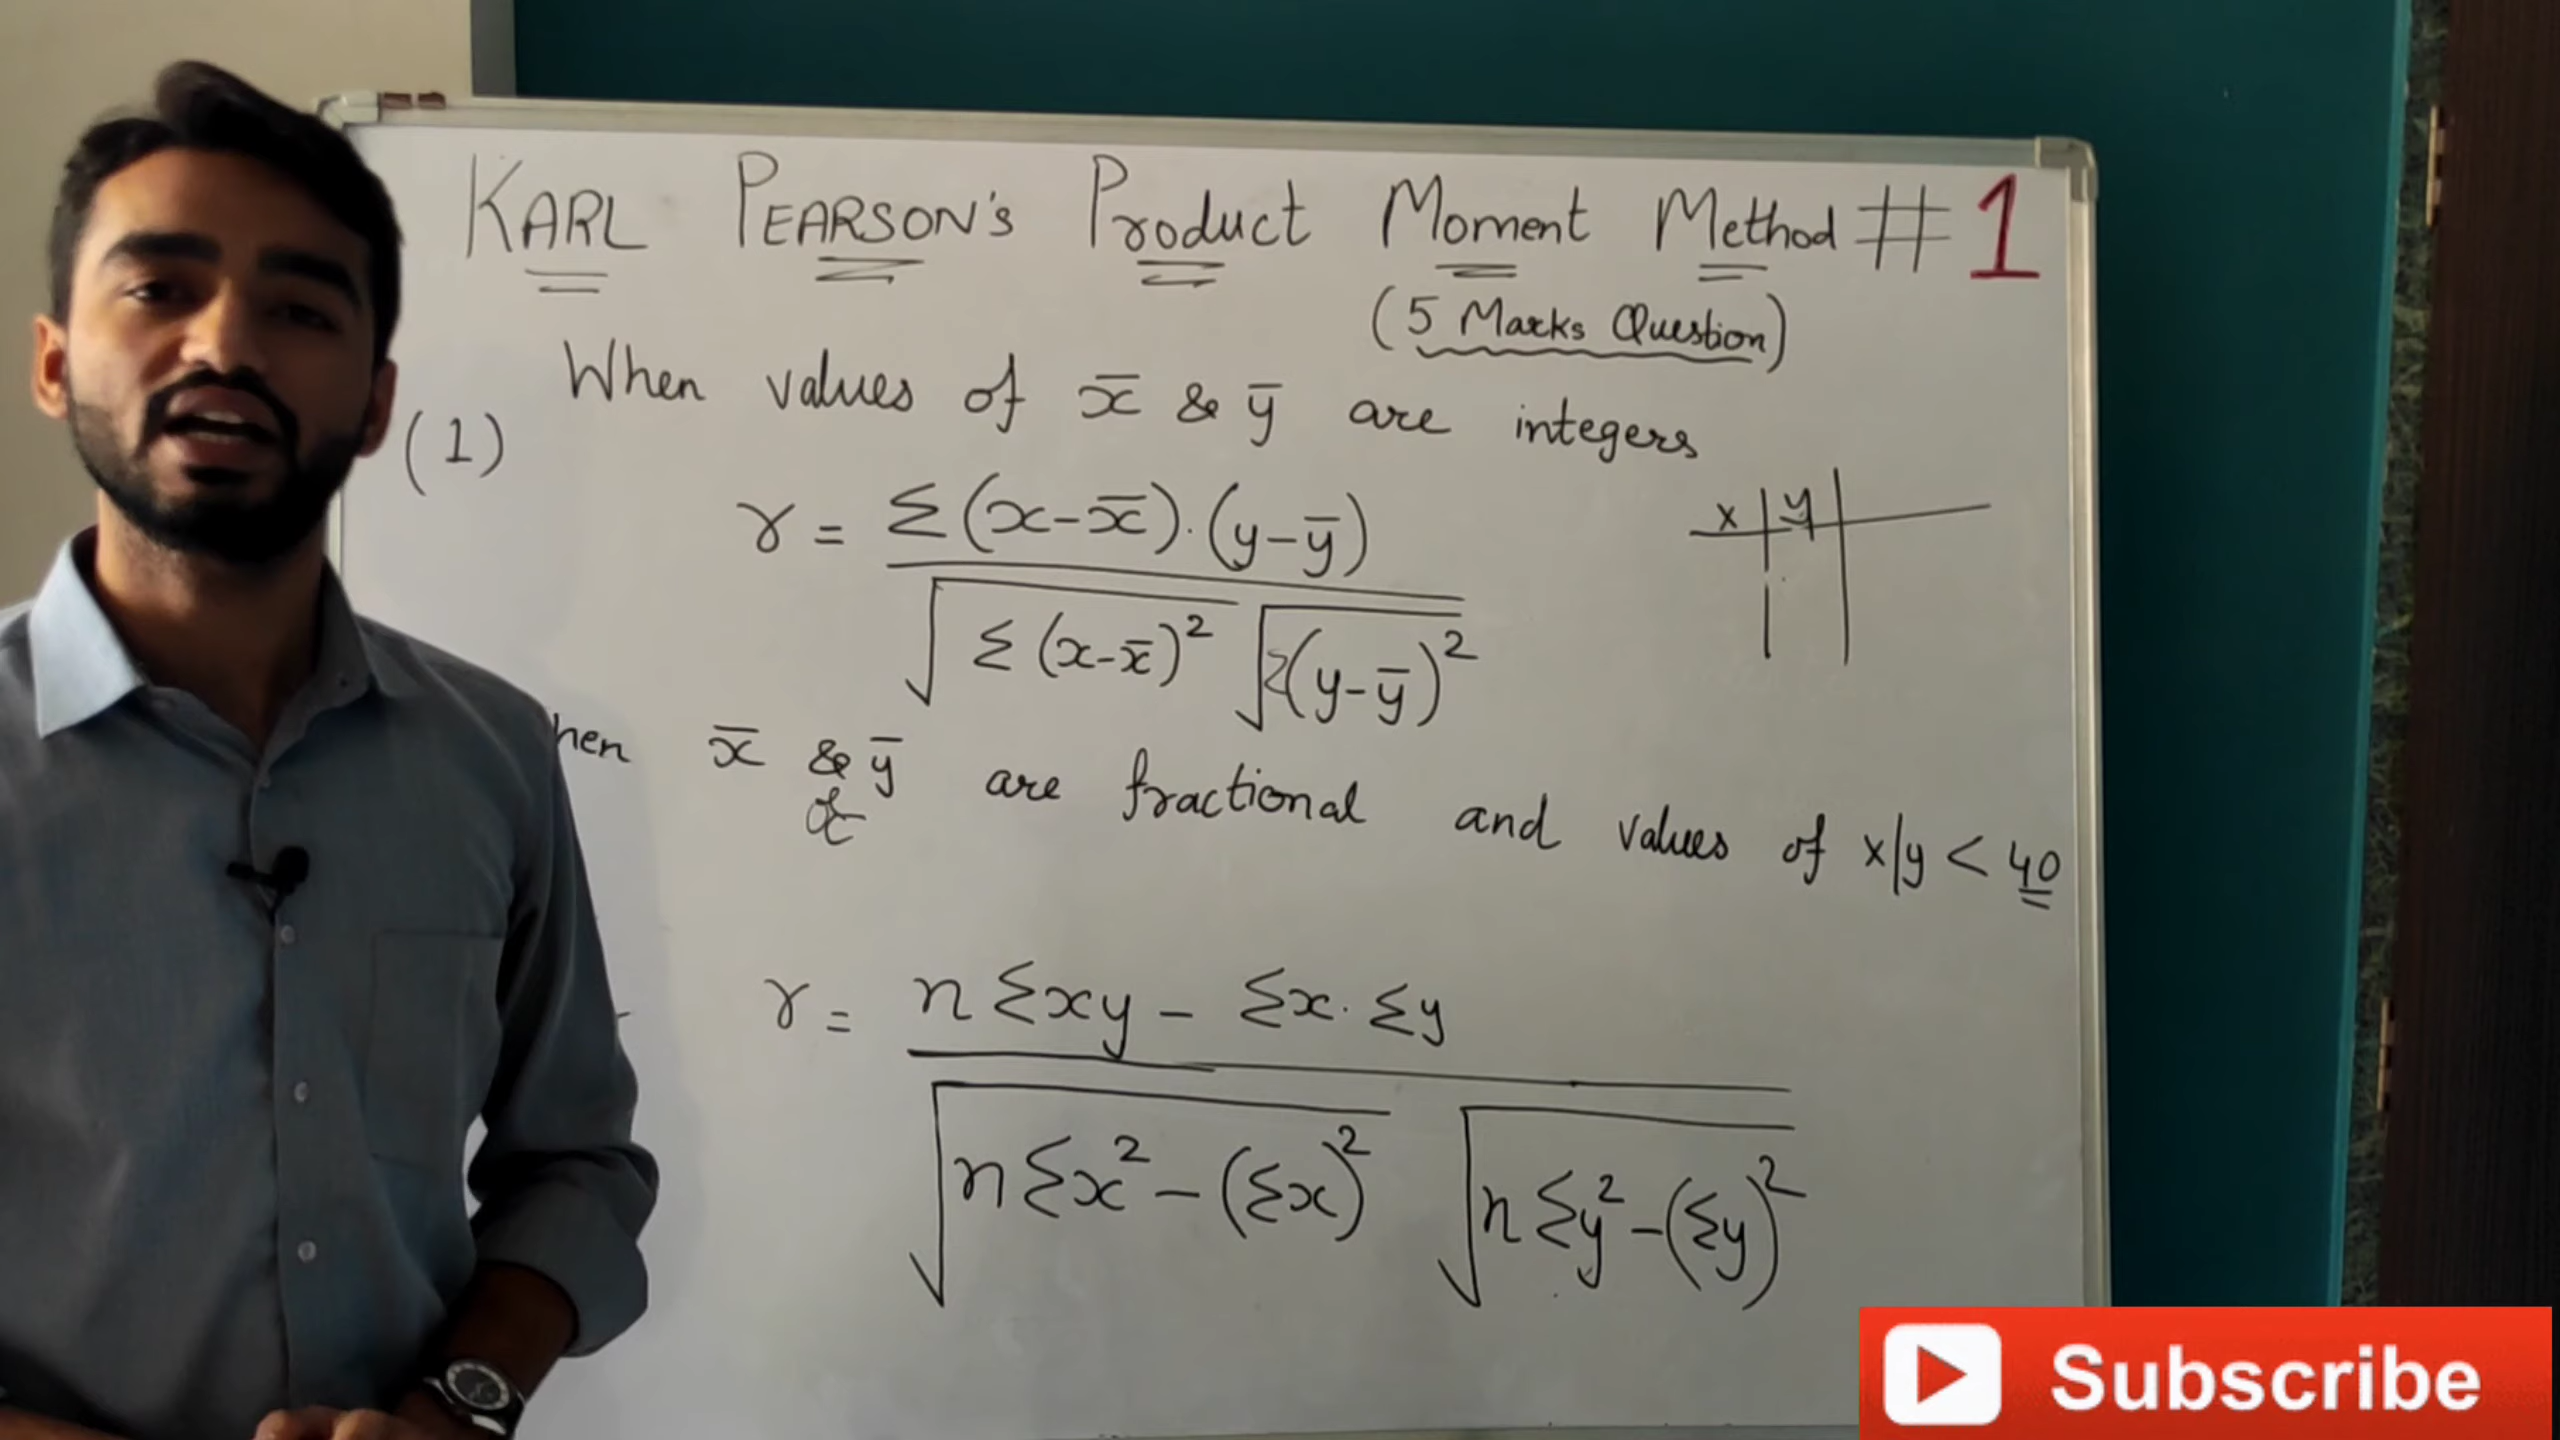 KARL PEARSON'S Product Moment Method # 1
(5 Marks Question)
(1) When values of x̄ & ȳ are integers
r = Σ(x-x̄).(y-ȳ)
√Σ(x-x̄)² √Σ(y-ȳ)²
x y
hen x̄ & ȳ are fractional and values of x|y < 40
r = nΣxy - Σx. Σy
√nΣx² - (Σx)² √nΣy² - (Σy)²
Subscribe